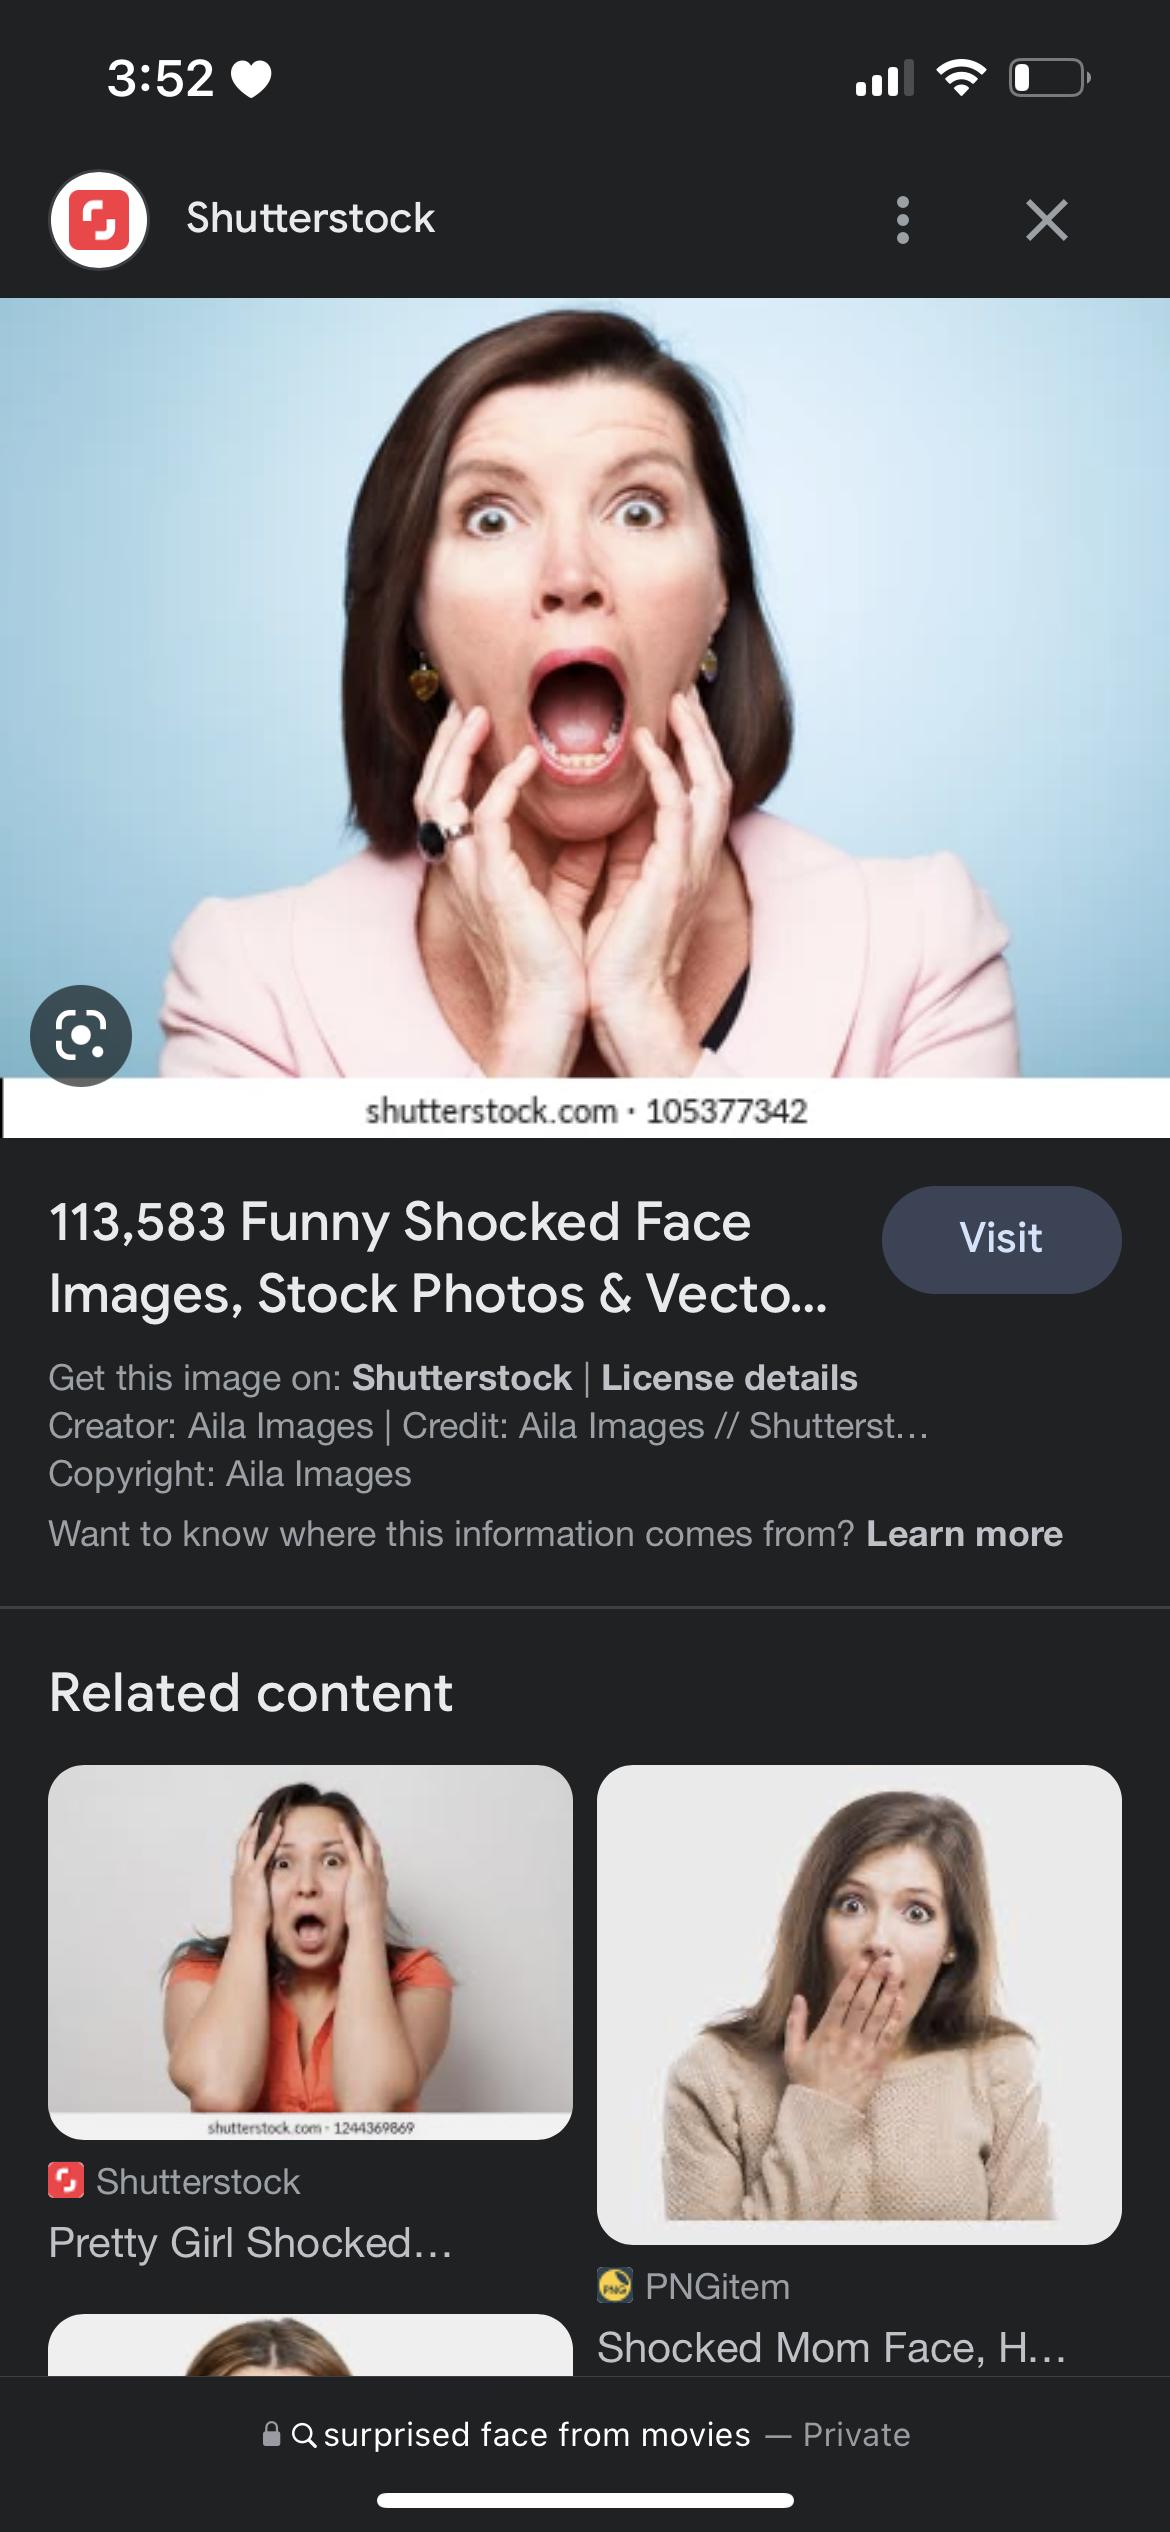 3:52
Shutterstock
shutterstock.com · 105377342
113,583 Funny Shocked Face
Images, Stock Photos & Vecto...
Visit
Get this image on: Shutterstock | License details
Creator: Aila Images | Credit: Aila Images // Shutterst...
Copyright: Aila Images
Want to know where this information comes from? Learn more
Related content
shutterstock.com · 1244369869
Shutterstock
Pretty Girl Shocked...
PNG
PNGitem
Shocked Mom Face, H...
surprised face from movies — Private